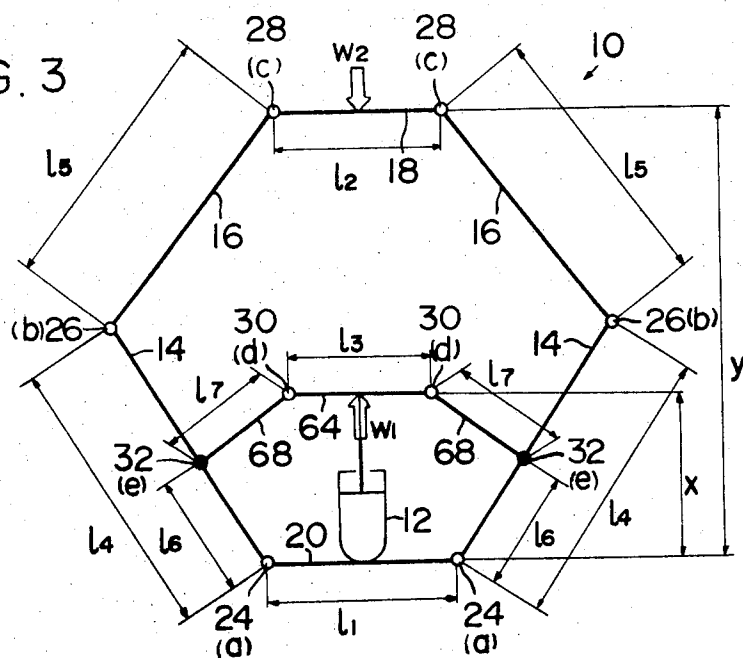 G. 3
28 28 10
(c) W2 (c)
l5 l2 18 l5
16 16
(b) 26 30 l3 30 26 (b)
14 (d) (d) 14
l7 l7 y
64 W1
68 68
32 32
(e) (e) x
l4 l6 20 12 l6 l4
24 l1 24
(a) (a)